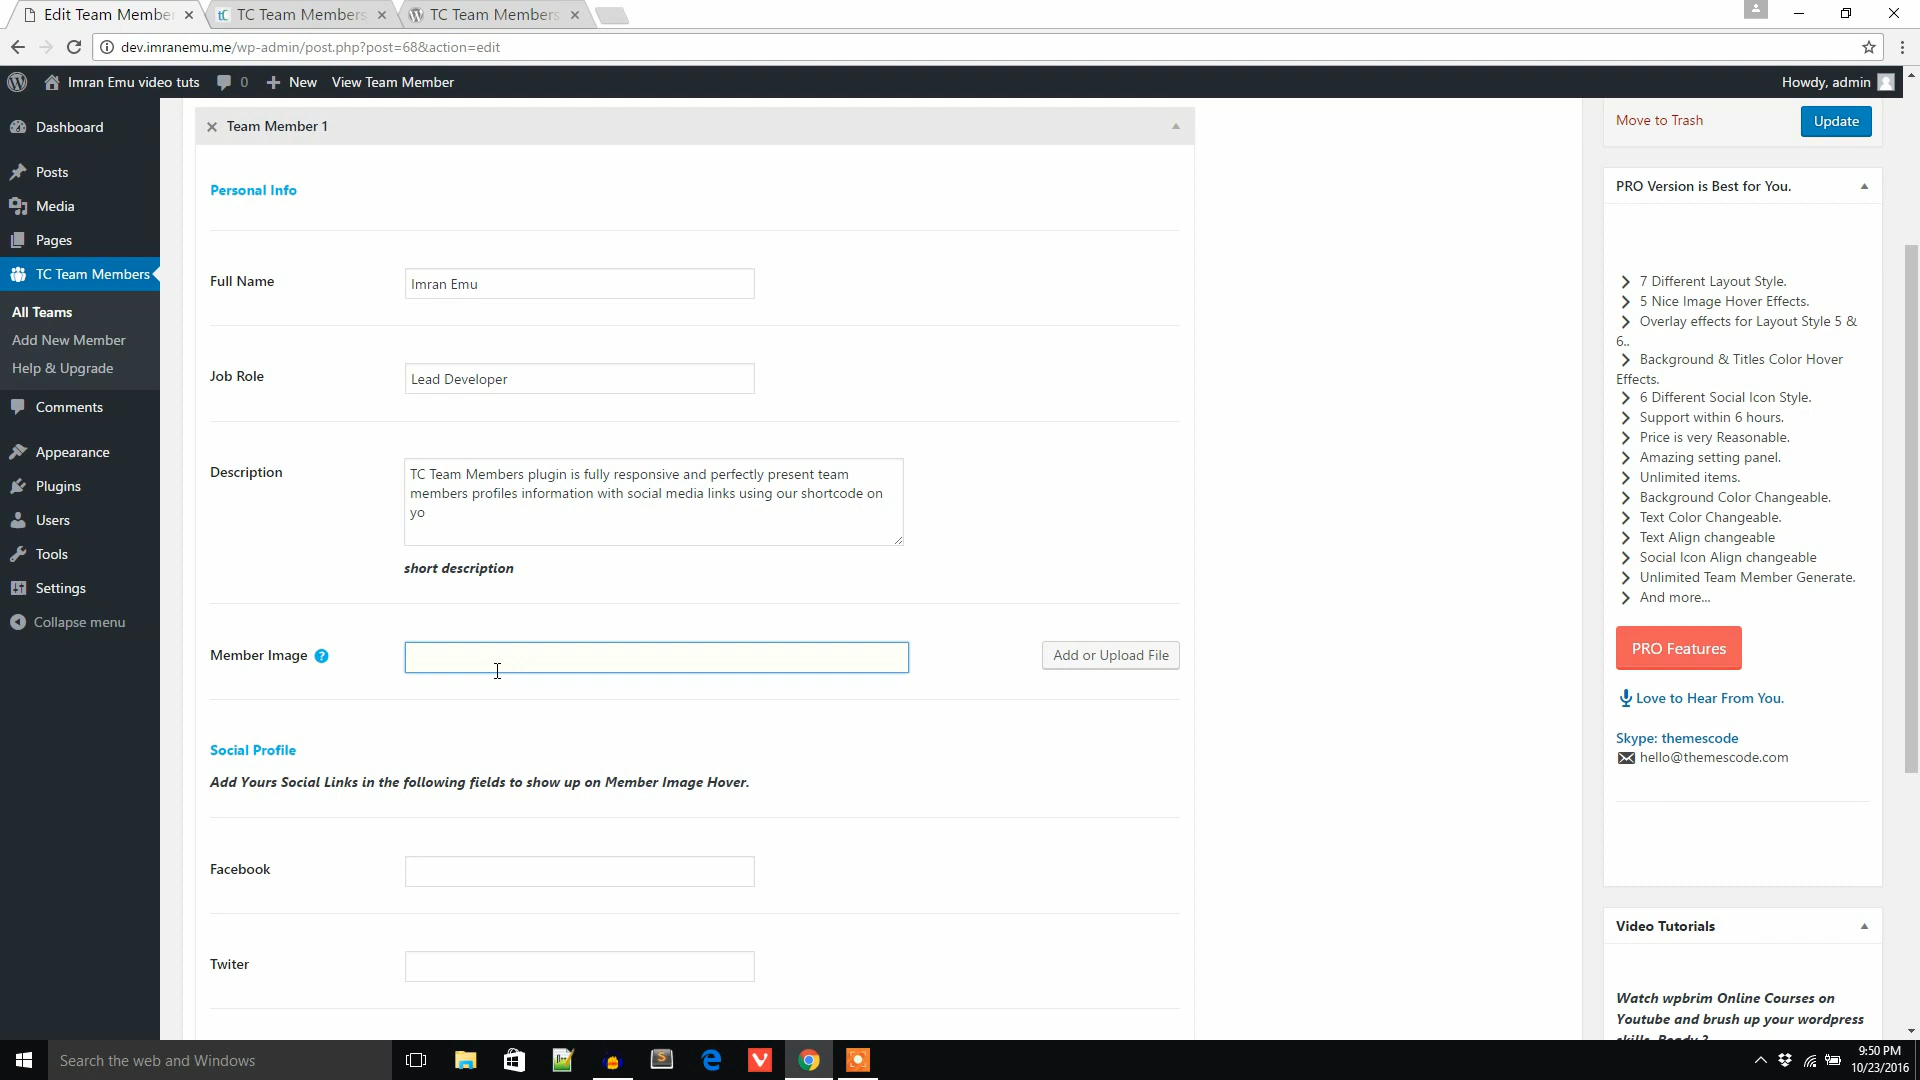 Edit Team Membe
TC Team Members
TC Team Members
dev.imranemu.me/wp-admin/post.php?post=68&action=edit
Imran Emu video tuts
0
New
View Team Member
Howdy, admin
Dashboard
Posts
Media
Pages
TC Team Members
All Teams
Add New Member
Help & Upgrade
Comments
Appearance
Plugins
Users
Tools
Settings
Collapse menu
Team Member 1
Personal Info
Full Name
Imran Emu
Job Role
Lead Developer
Description
TC Team Members plugin is fully responsive and perfectly present team
members profiles information with social media links using our shortcode on
yo
short description
Member Image ?
Add or Upload File
Social Profile
Add Yours Social Links in the following fields to show up on Member Image Hover.
Facebook
Twiter
Move to Trash
Update
PRO Version is Best for You.
7 Different Layout Style.
5 Nice Image Hover Effects.
Overlay effects for Layout Style 5 &
6..
Background & Titles Color Hover
Effects.
6 Different Social Icon Style.
Support within 6 hours.
Price is very Reasonable.
Amazing setting panel.
Unlimited items.
Background Color Changeable.
Text Color Changeable.
Text Align changeable
Social Icon Align changeable
Unlimited Team Member Generate.
And more...
PRO Features
Love to Hear From You.
Skype: themescode
hello@themescode.com
Video Tutorials
Watch wpbrim Online Courses on
Youtube and brush up your wordpress
skills. Ready ?
Search the web and Windows
9:50 PM
10/23/2016